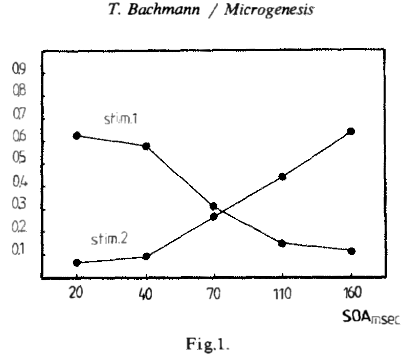 T. Bachmann / Microgenesis
0.9
0.8
0.7
stim.1
0.6
0.5
0.4
0.3
stim.2
0.2
0.1
20 40 70 110 160
SOAmsec
Fig.1.